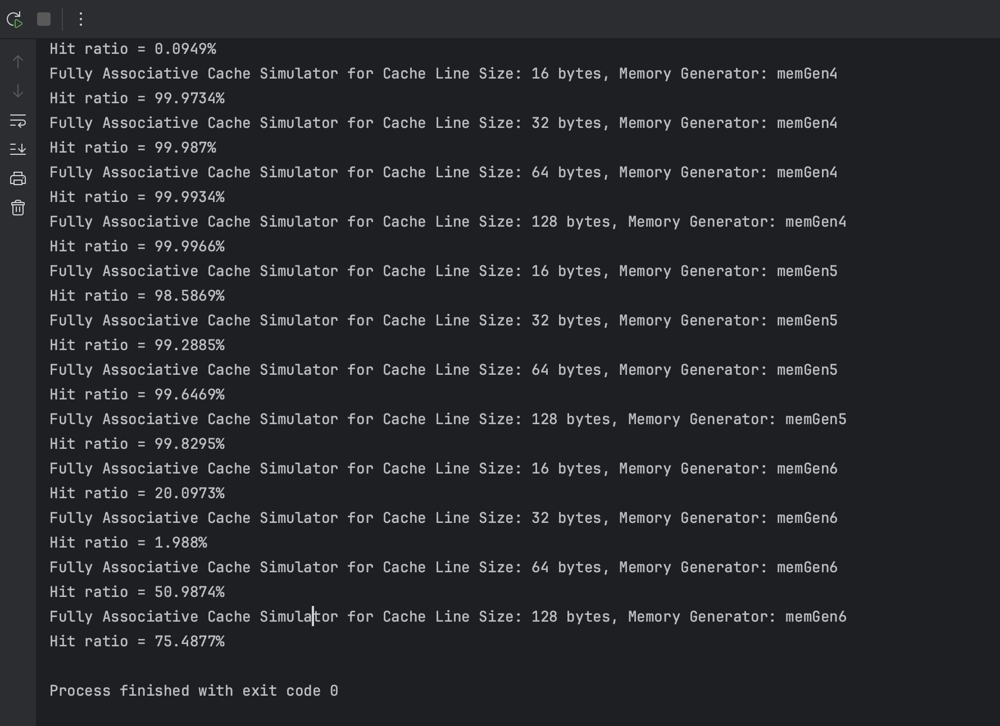 Hit ratio = 0.0949%
Fully Associative Cache Simulator for Cache Line Size: 16 bytes, Memory Generator: memGen4
Hit ratio = 99.9734%
Fully Associative Cache Simulator for Cache Line Size: 32 bytes, Memory Generator: memGen4
Hit ratio = 99.987%
Fully Associative Cache Simulator for Cache Line Size: 64 bytes, Memory Generator: memGen4
Hit ratio = 99.9934%
Fully Associative Cache Simulator for Cache Line Size: 128 bytes, Memory Generator: memGen4
Hit ratio = 99.9966%
Fully Associative Cache Simulator for Cache Line Size: 16 bytes, Memory Generator: memGen5
Hit ratio = 98.5869%
Fully Associative Cache Simulator for Cache Line Size: 32 bytes, Memory Generator: memGen5
Hit ratio = 99.2885%
Fully Associative Cache Simulator for Cache Line Size: 64 bytes, Memory Generator: memGen5
Hit ratio = 99.6469%
Fully Associative Cache Simulator for Cache Line Size: 128 bytes, Memory Generator: memGen5
Hit ratio = 99.8295%
Fully Associative Cache Simulator for Cache Line Size: 16 bytes, Memory Generator: memGen6
Hit ratio = 20.0973%
Fully Associative Cache Simulator for Cache Line Size: 32 bytes, Memory Generator: memGen6
Hit ratio = 1.988%
Fully Associative Cache Simulator for Cache Line Size: 64 bytes, Memory Generator: memGen6
Hit ratio = 50.9874%
Fully Associative Cache Simulator for Cache Line Size: 128 bytes, Memory Generator: memGen6
Hit ratio = 75.4877%
Process finished with exit code 0